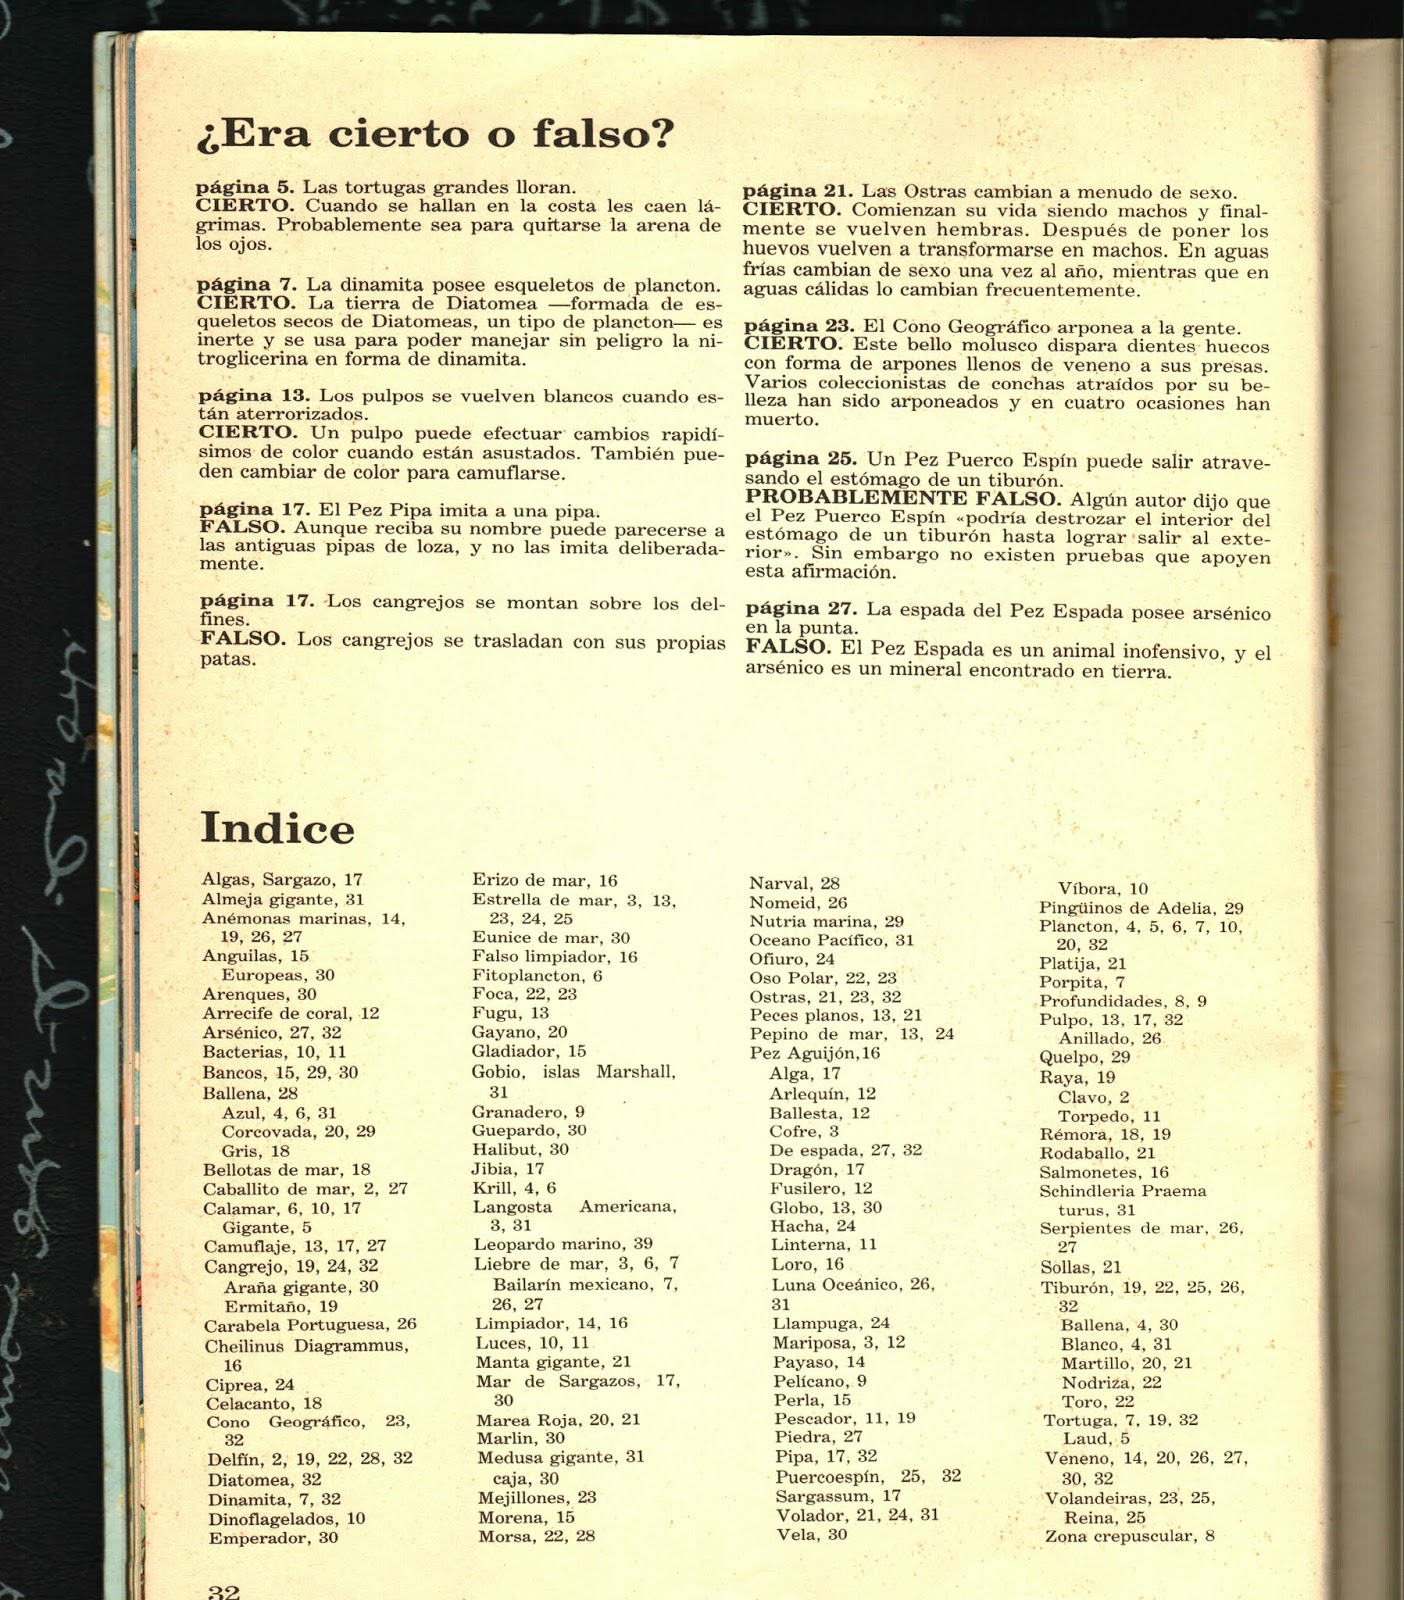 ¿Era cierto o falso?
página 5. Las tortugas grandes lloran.
CIERTO. Cuando se hallan en la costa les caen lá-
grimas. Probablemente sea para quitarse la arena de
los ojos.
página 7. La dinamita posee esqueletos de plancton.
CIERTO. La tierra de Diatomea —formada de es-
queletos secos de Diatomeas, un tipo de plancton— es
inerte y se usa para poder manejar sin peligro la ni-
troglicerina en forma de dinamita.
página 13. Los pulpos se vuelven blancos cuando es-
tán aterrorizados.
CIERTO. Un pulpo puede efectuar cambios rapidí-
simos de color cuando están asustados. También pue-
den cambiar de color para camuflarse.
página 17. El Pez Pipa imita a una pipa.
FALSO. Aunque reciba su nombre puede parecerse a
las antiguas pipas de loza, y no las imita deliberada-
mente.
página 17. Los cangrejos se montan sobre los del-
fines.
FALSO. Los cangrejos se trasladan con sus propias
patas.
página 21. Las Ostras cambian a menudo de sexo.
CIERTO. Comienzan su vida siendo machos y final-
mente se vuelven hembras. Después de poner los
huevos vuelven a transformarse en machos. En aguas
frías cambian de sexo una vez al año, mientras que en
aguas cálidas lo cambian frecuentemente.
página 23. El Cono Geográfico arponea a la gente.
CIERTO. Este bello molusco dispara dientes huecos
con forma de arpones llenos de veneno a sus presas.
Varios coleccionistas de conchas atraídos por su be-
lleza han sido arponeados y en cuatro ocasiones han
muerto.
página 25. Un Pez Puerco Espín puede salir atrave-
sando el estómago de un tiburón.
PROBABLEMENTE FALSO. Algún autor dijo que
el Pez Puerco Espín «podría destrozar el interior del
estómago de un tiburón hasta lograr salir al exte-
rior». Sin embargo no existen pruebas que apoyen
esta afirmación.
página 27. La espada del Pez Espada posee arsénico
en la punta.
FALSO. El Pez Espada es un animal inofensivo, y el
arsénico es un mineral encontrado en tierra.
Indice
Algas, Sargazo, 17
Almeja gigante, 31
Anémonas marinas, 14,
19, 26, 27
Anguilas, 15
Europeas, 30
Arenques, 30
Arrecife de coral, 12
Arsénico, 27, 32
Bacterias, 10, 11
Bancos, 15, 29, 30
Ballena, 28
Azul, 4, 6, 31
Corcovada, 20, 29
Gris, 18
Bellotas de mar, 18
Caballito de mar, 2, 27
Calamar, 6, 10, 17
Gigante, 5
Camuflaje, 13, 17, 27
Cangrejo, 19, 24, 32
Araña gigante, 30
Ermitaño, 19
Carabela Portuguesa, 26
Cheilinus Diagrammus,
16
Ciprea, 24
Celacanto, 18
Cono Geográfico, 23,
32
Delfín, 2, 19, 22, 28, 32
Diatomea, 32
Dinamita, 7, 32
Dinoflagelados, 10
Emperador, 30
Erizo de mar, 16
Estrella de mar, 3, 13,
23, 24, 25
Eunice de mar, 30
Falso limpiador, 16
Fitoplancton, 6
Foca, 22, 23
Fugu, 13
Gayano, 20
Gladiador, 15
Gobio, islas Marshall,
31
Granadero, 9
Guepardo, 30
Halibut, 30
Jibia, 17
Krill, 4, 6
Langosta Americana,
3, 31
Leopardo marino, 39
Liebre de mar, 3, 6, 7
Bailarín mexicano, 7,
26, 27
Limpiador, 14, 16
Luces, 10, 11
Manta gigante, 21
Mar de Sargazos, 17,
30
Marea Roja, 20, 21
Marlin, 30
Medusa gigante, 31
caja, 30
Mejillones, 23
Morena, 15
Morsa, 22, 28
Narval, 28
Nomeid, 26
Nutria marina, 29
Oceano Pacífico, 31
Ofiuro, 24
Oso Polar, 22, 23
Ostras, 21, 23, 32
Peces planos, 13, 21
Pepino de mar, 13, 24
Pez Aguijón,16
Alga, 17
Arlequín, 12
Ballesta, 12
Cofre, 3
De espada, 27, 32
Dragón, 17
Fusilero, 12
Globo, 13, 30
Hacha, 24
Linterna, 11
Loro, 16
Luna Oceánico, 26,
31
Llampuga, 24
Mariposa, 3, 12
Payaso, 14
Pelícano, 9
Perla, 15
Pescador, 11, 19
Piedra, 27
Pipa, 17, 32
Puercoespín, 25, 32
Sargassum, 17
Volador, 21, 24, 31
Vela, 30
Víbora, 10
Pingüinos de Adelia, 29
Plancton, 4, 5, 6, 7, 10,
20, 32
Platija, 21
Porpita, 7
Profundidades, 8, 9
Pulpo, 13, 17, 32
Anillado, 26
Quelpo, 29
Raya, 19
Clavo, 2
Torpedo, 11
Rémora, 18, 19
Rodaballo, 21
Salmonetes, 16
Schindleria Praema
turus, 31
Serpientes de mar, 26,
27
Sollas, 21
Tiburón, 19, 22, 25, 26,
32
Ballena, 4, 30
Blanco, 4, 31
Martillo, 20, 21
Nodriza, 22
Toro, 22
Tortuga, 7, 19, 32
Laud, 5
Veneno, 14, 20, 26, 27,
30, 32
Volandeiras, 23, 25,
Reina, 25
Zona crepuscular, 8
32